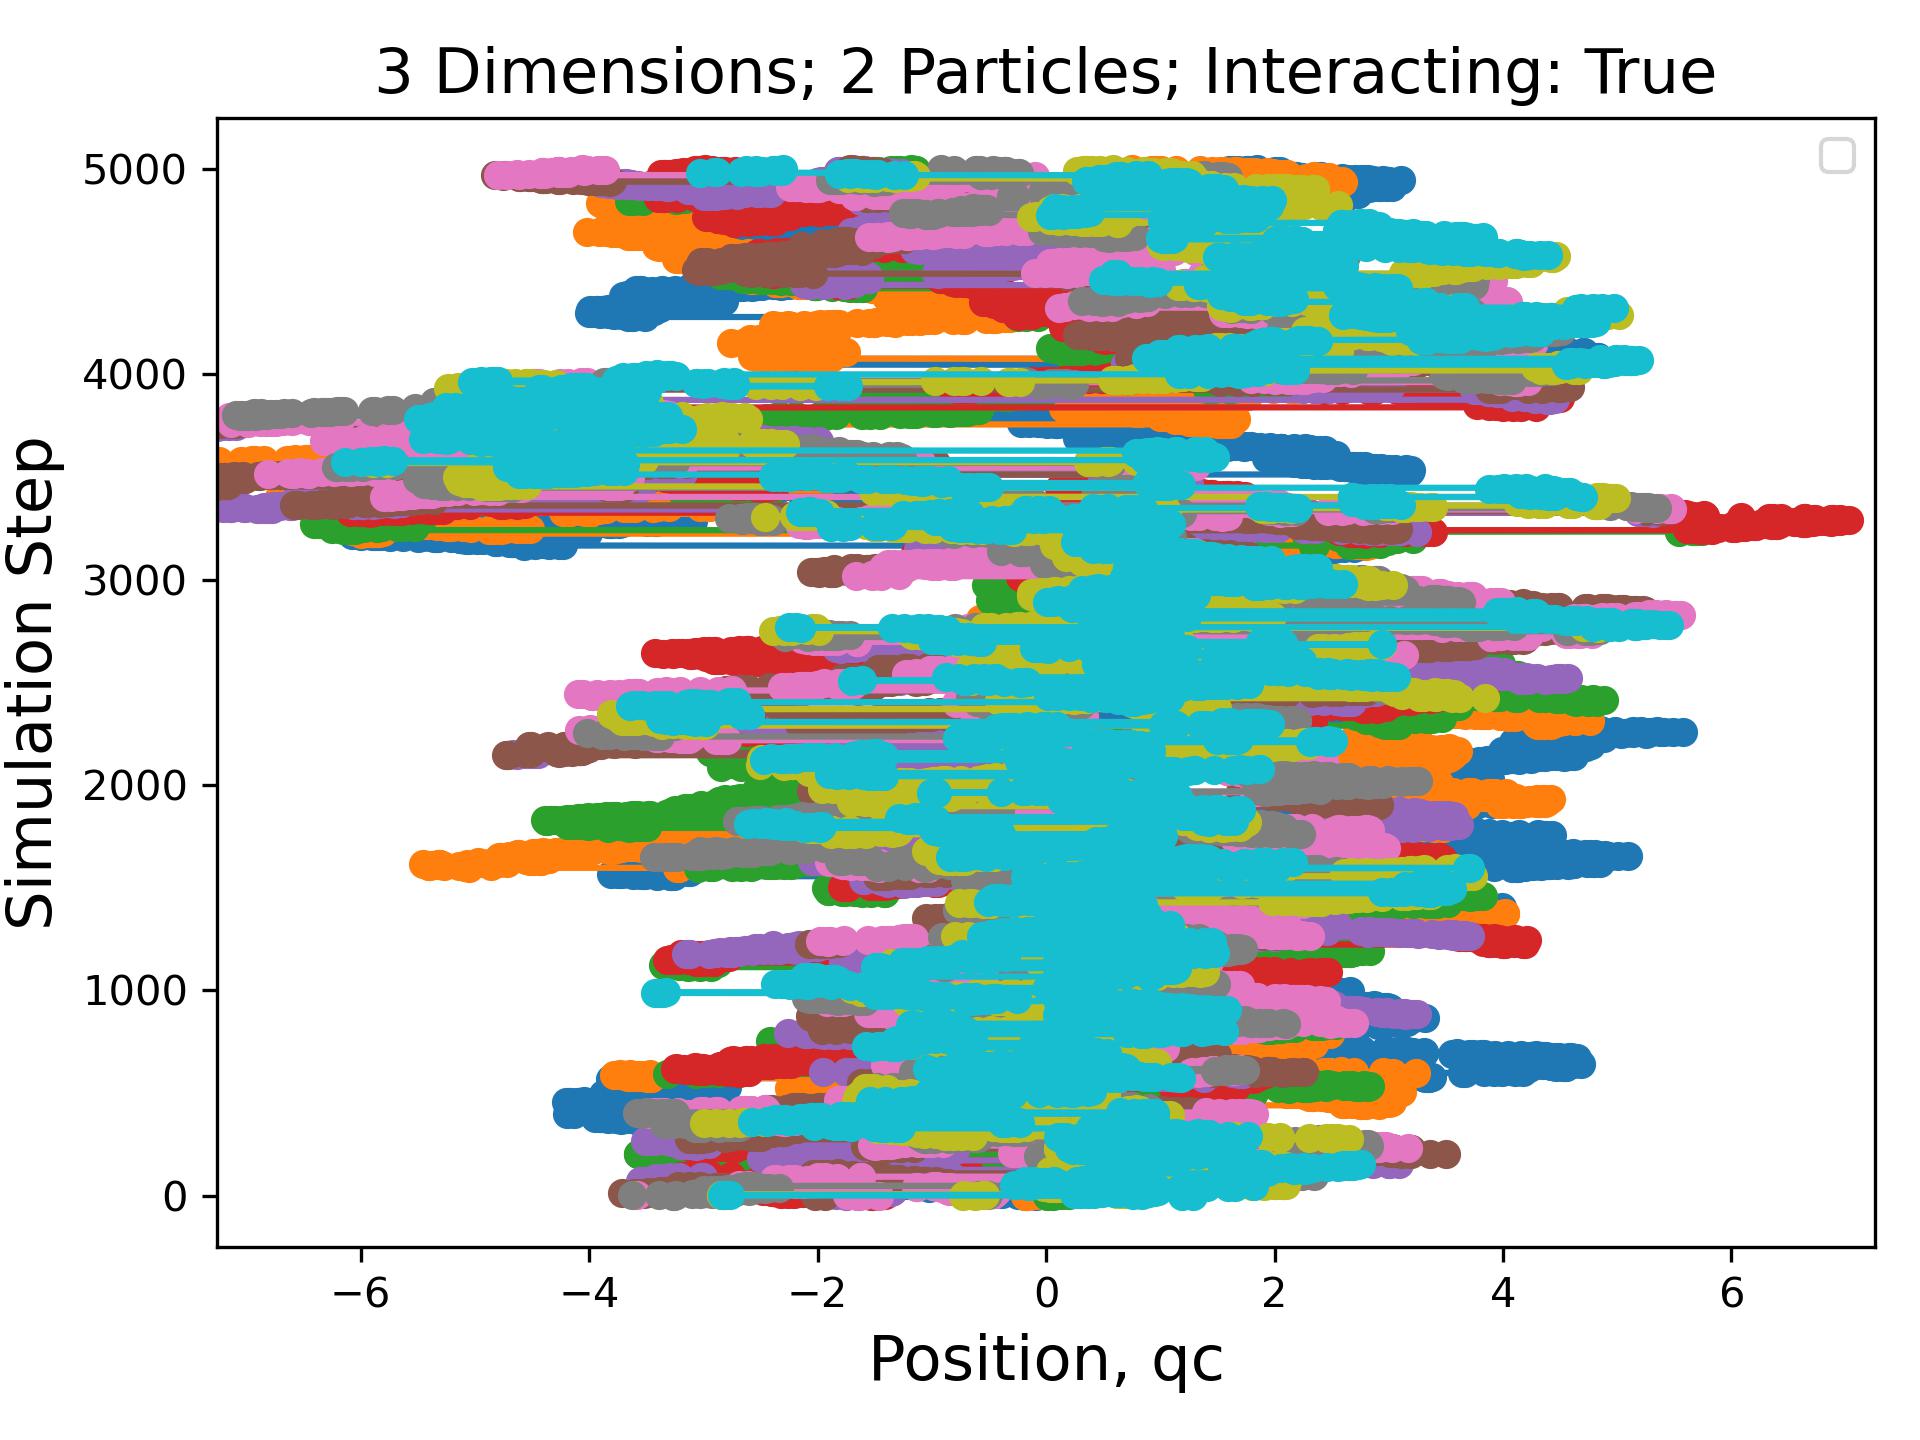 3 Dimensions; 2 Particles; Interacting: True
Simulation Step
5000
4000
3000
2000
1000
0
−6 −4 −2 0 2 4 6
Position, qc